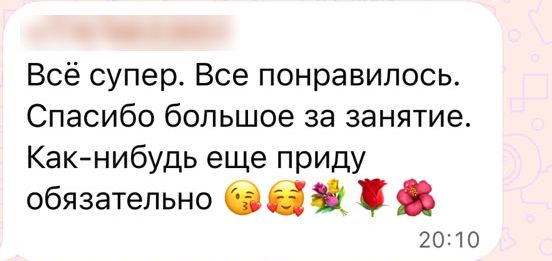 Всё супер. Все понравилось.
Спасибо большое за занятие.
Как-нибудь еще приду
обязательно 😘🥰💐🌹🌺
20:10